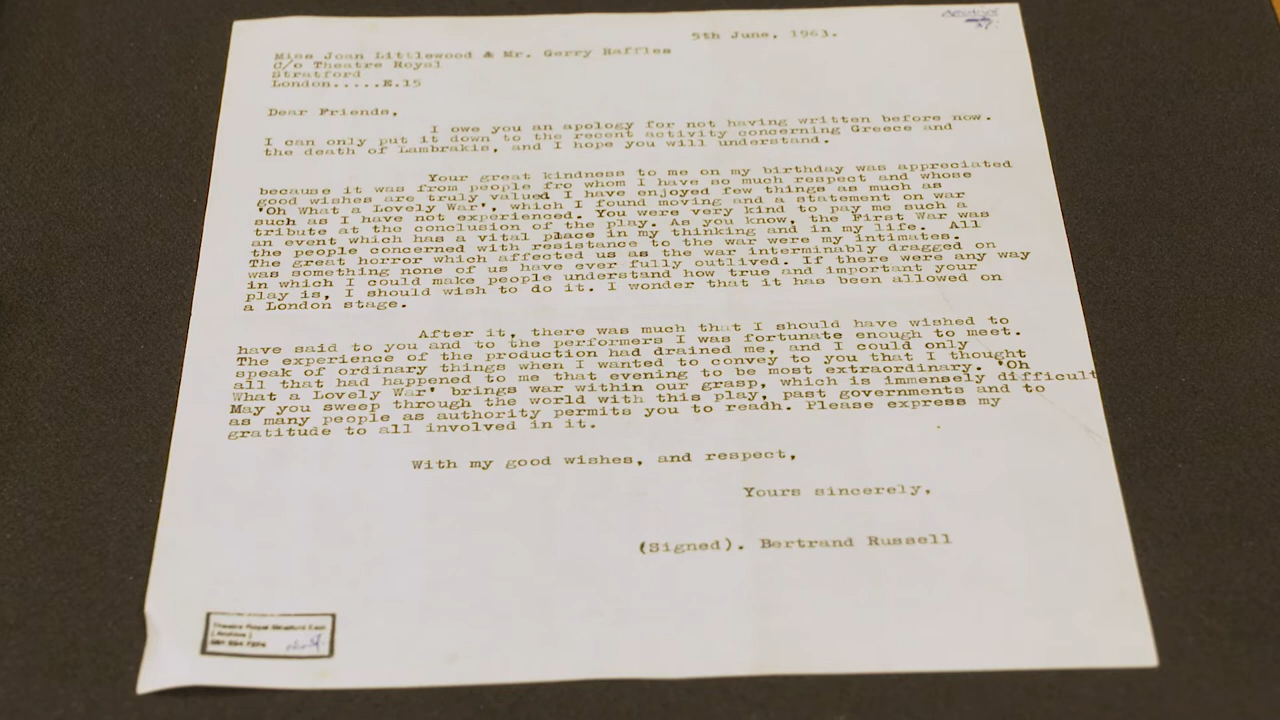 5th June, 1963.
Miss Joan Littlewood & Mr. Gerry Raffles
C/o Theatre Royal
Stratford
London.....E.15
Dear Friends,
I owe you an apology for not having written before now.
I can only put it down to the recent activity concerning Greece and
the death of Lambrakis, and I hope you will understand.
Your great kindness to me on my birthday was appreciated
because it was from people fro whom I have so much respect and whose
good wishes are truly valued I have enjoyed few things as much as
'Oh What a Lovely War', which I found moving and a statement on war
such as I have not experienced. You were very kind to pay me such a
tribute at the conclusion of the play. As you know, the First War was
an event which has a vital place in my thinking and in my life. All
the people concerned with resistance to the war were my intimates.
The great horror which affected us as the war interminably dragged on
was something none of us have ever fully outlived. If there were any way
in which I could make people understand how true and important your
play is, I should wish to do it. I wonder that it has been allowed on
a London stage.
After it, there was much that I should have wished to
have said to you and to the performers I was fortunate enough to meet.
The experience of the production had drained me, and I could only
speak of ordinary things when I wanted to convey to you that I thought
all that had happened to me that evening to be most extraordinary. 'Oh
What a Lovely War' brings war within our grasp, which is immensely difficult
May you sweep through the world with this play, past governments and to
as many people as authority permits you to readh. Please express my
gratitude to all involved in it.
With my good wishes, and respect,
Yours sincerely,
(Signed). Bertrand Russell
Theatre Royal Stratford East
(Archive)